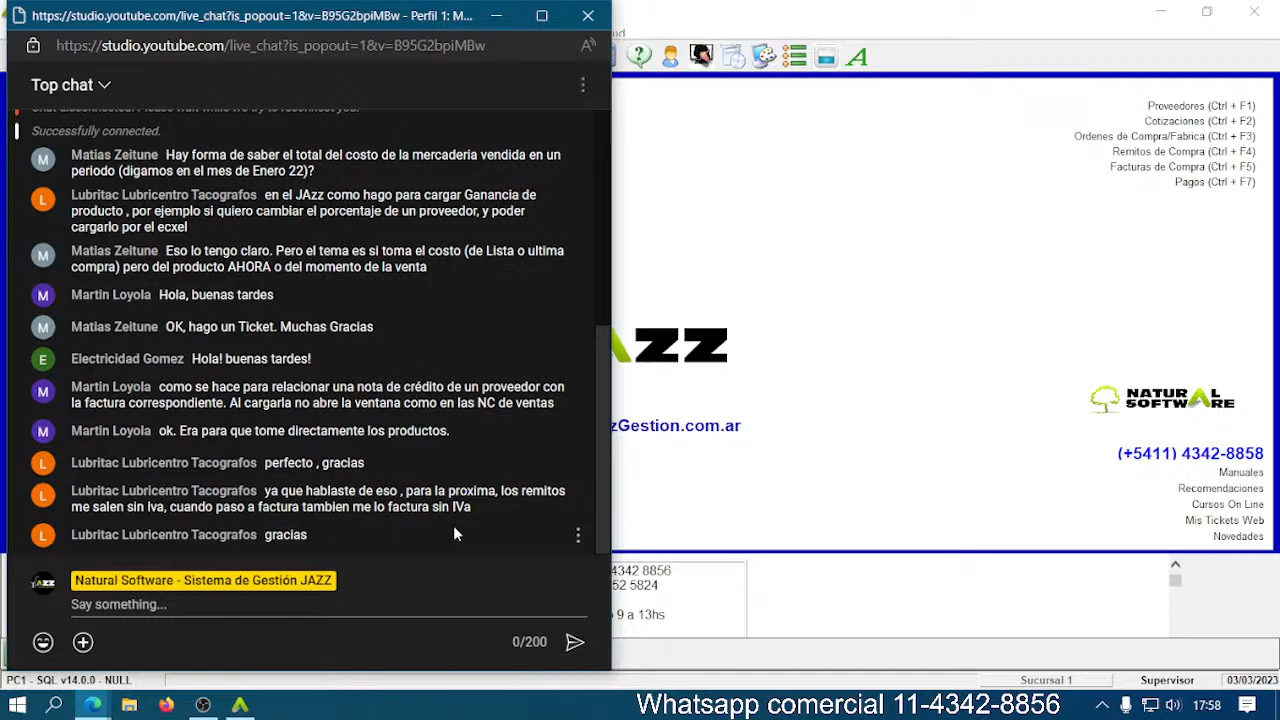 https://studio.youtube.com/live_chat?is_popout=1&v=B95G2bpiMBw - Perfil 1: M...
https://studio.youtube.com/live_chat?is_popout=1&v=B95G2bpiMBw
Top chat
Successfully connected.
Matias Zeitune Hay forma de saber el total del costo de la mercaderia vendida en un
periodo (digamos en el mes de Enero 22)?
Lubritac Lubricentro Tacografos en el JAzz como hago para cargar Ganancia de
producto , por ejemplo si quiero cambiar el porcentaje de un proveedor, y poder
cargarlo por el ecxel
Matias Zeitune Eso lo tengo claro. Pero el tema es si toma el costo (de Lista o ultima
compra) pero del producto AHORA o del momento de la venta
Martin Loyola Hola, buenas tardes
Matias Zeitune OK, hago un Ticket. Muchas Gracias
Electricidad Gomez Hola! buenas tardes!
Martin Loyola como se hace para relacionar una nota de crédito de un proveedor con
la factura correspondiente. Al cargarla no abre la ventana como en la NC de ventas
Martin Loyola ok. Era para que tome directamente los productos.
Lubritac Lubricentro Tacografos perfecto , gracias
Lubritac Lubricentro Tacografos ya que hablaste de eso , para la proxima, los remitos
me salen sin Iva, cuando paso a factura tambien me lo factura sin IVa
Lubritac Lubricentro Tacografos gracias
Natural Software - Sistema de Gestión JAZZ
Say something...
0/200
ud
Proveedores (Ctrl + F1)
Cotizaciones (Ctrl + F2)
Ordenes de Compra/Fabrica (Ctrl + F3)
Remitos de Compra (Ctrl + F4)
Facturas de Compra (Ctrl + F5)
Pagos (Ctrl + F7)
ZZ
zGestion.com.ar
NATURAL
SOFTWARE
(+5411) 4342-8858
Manuales
Recomendaciones
Cursos On Line
Mis Tickets Web
Novedades
4342 8856
52 5824
9 a 13hs
PC1 - SQL v14.0.0 - NULL
Sucursal 1
Supervisor
03/03/2023
Whatsapp comercial 11-4342-8856
17:58